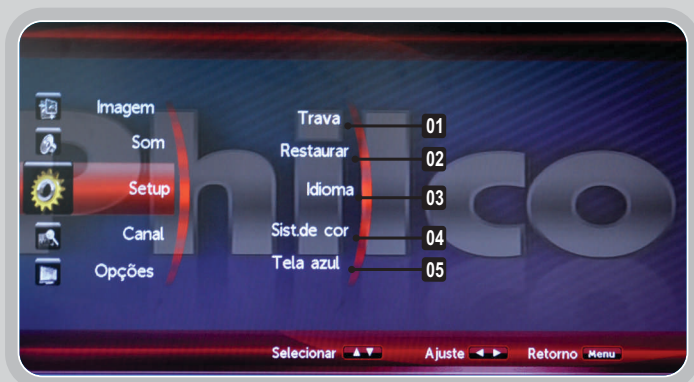 Philco
Imagem
Som
Setup
Canal
Opções
Trava
Restaurar
Idioma
Sist.de cor
Tela azul
01
02
03
04
05
Selecionar Ajuste Retorno Menu